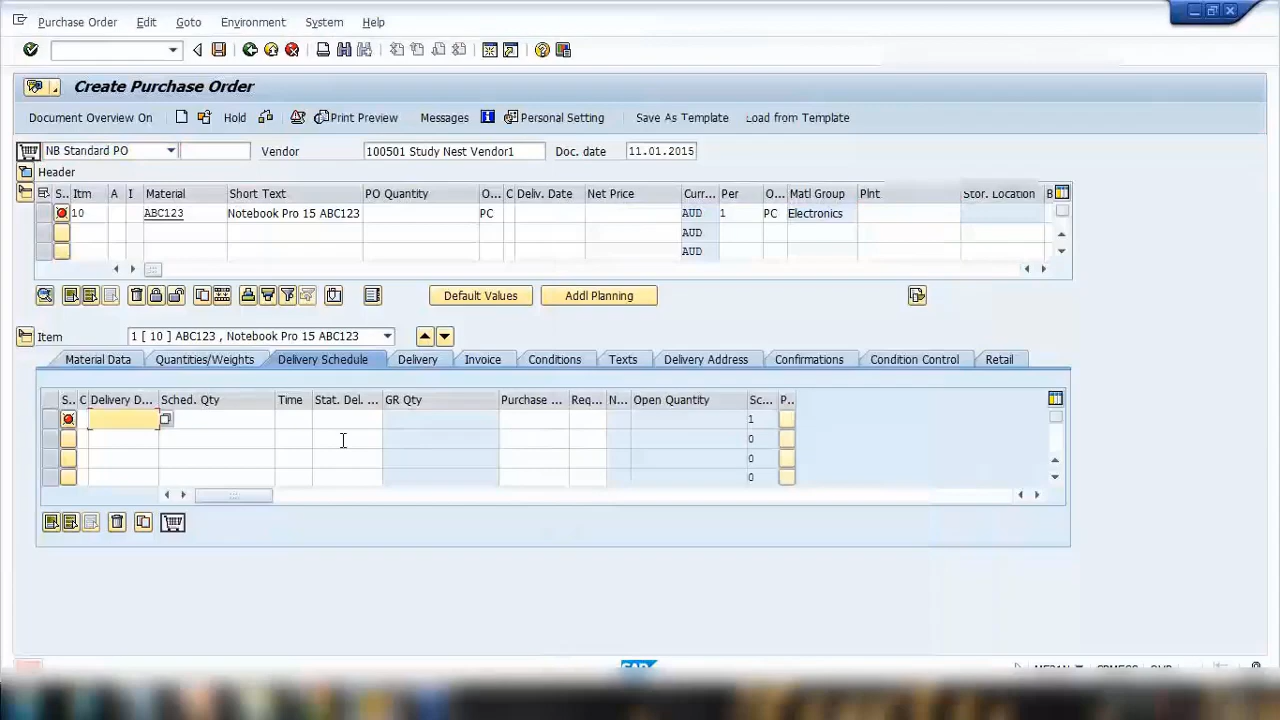 Purchase Order Edit Goto Environment System Help
Create Purchase Order
Document Overview On Hold Print Preview Messages Personal Setting Save As Template Load from Template
NB Standard PO Vendor 100501 Study Nest Vendor1 Doc. date 11.01.2015
Header
S.. Itm A I Material Short Text PO Quantity O... C Deliv. Date Net Price Curr... Per O... Matl Group Plnt Stor. Location B
10 ABC123 Notebook Pro 15 ABC123 PC AUD 1 PC Electronics
AUD
AUD
Default Values Addl Planning
Item 1 [ 10 ] ABC123 , Notebook Pro 15 ABC123
Material Data Quantities/Weights Delivery Schedule Delivery Invoice Conditions Texts Delivery Address Confirmations Condition Control Retail
S.. C Delivery D... Sched. Qty Time Stat. Del. ... GR Qty Purchase ... Req... N... Open Quantity Sc... P..
1
0
0
0
SAP